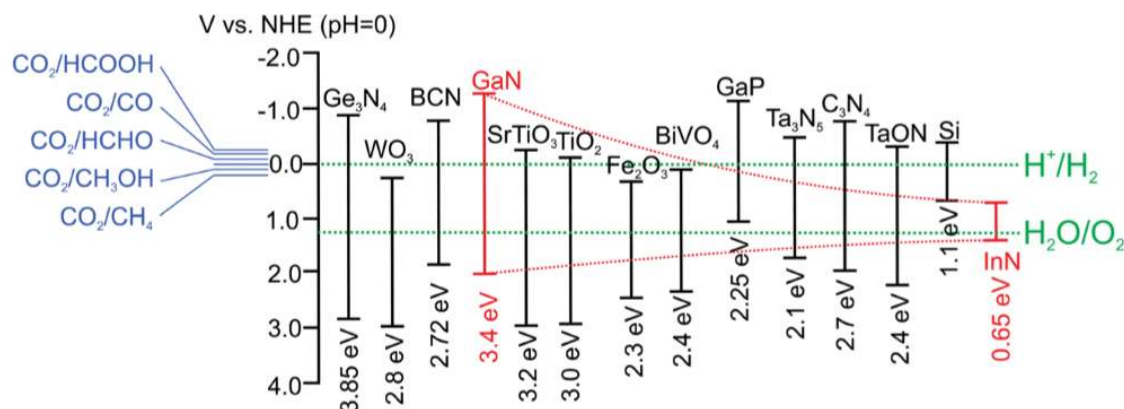 V vs. NHE (pH=0)
-2.0
-1.0
0.0
1.0
2.0
3.0
4.0
CO₂/HCOOH
CO₂/CO
CO₂/HCHO
CO₂/CH₃OH
CO₂/CH₄
Ge₃N₄
3.85 eV
WO₃
2.8 eV
BCN
2.72 eV
GaN
3.4 eV
SrTiO₃
3.2 eV
TiO₂
3.0 eV
Fe₂O₃
2.3 eV
BiVO₄
2.4 eV
GaP
2.25 eV
Ta₃N₅
2.1 eV
C₃N₄
2.7 eV
TaON
2.4 eV
Si
1.1 eV
InN
0.65 eV
H⁺/H₂
H₂O/O₂